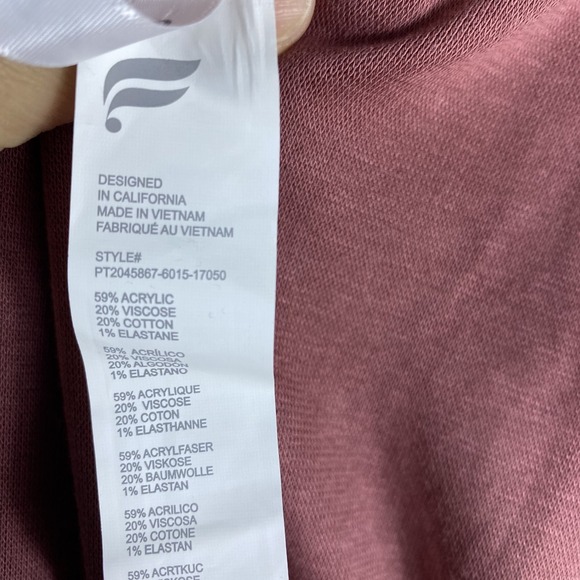 DESIGNED
IN CALIFORNIA
MADE IN VIETNAM
FABRIQUÉ AU VIETNAM
STYLE#
PT2045867-6015-17050
59% ACRYLIC
20% VISCOSE
20% COTTON
1% ELASTANE
59% ACRÍLICO
20% VISCOSA
20% ALGODÓN
1% ELASTANO
59% ACRYLIQUE
20% VISCOSE
20% COTON
1% ELASTHANNE
59% ACRYLFASER
20% VISKOSE
20% BAUMWOLLE
1% ELASTAN
59% ACRILICO
20% VISCOSA
20% COTONE
1% ELASTAN
59% ACRTKUC